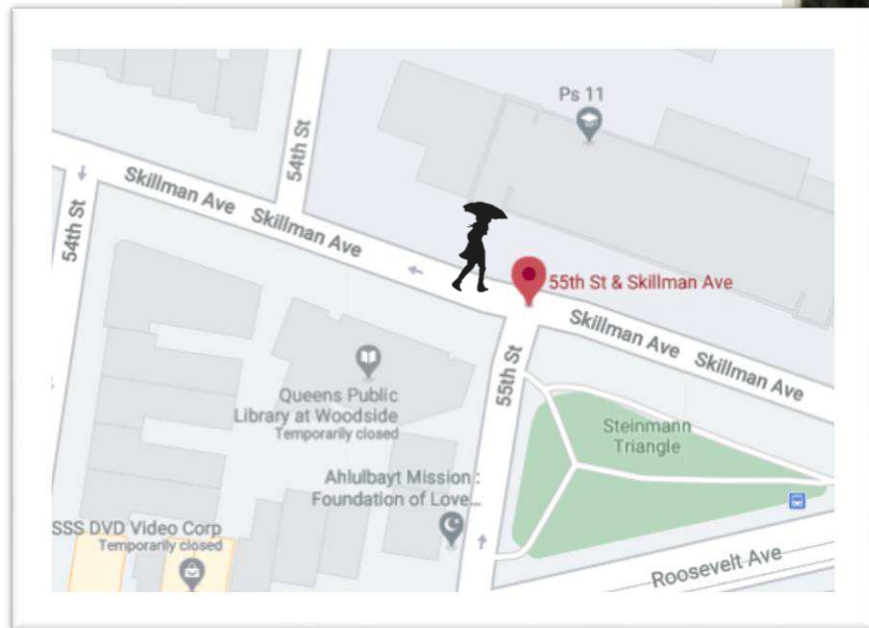 Ps 11
54th St
Skillman Ave Skillman Ave
54th St
55th St & Skillman Ave
Skillman Ave Skillman Ave
55th St
Queens Public
Library at Woodside
Temporarily closed
Steinmann
Triangle
Ahlulbayt Mission :
Foundation of Love...
SSS DVD Video Corp
Temporarily closed
Roosevelt Ave